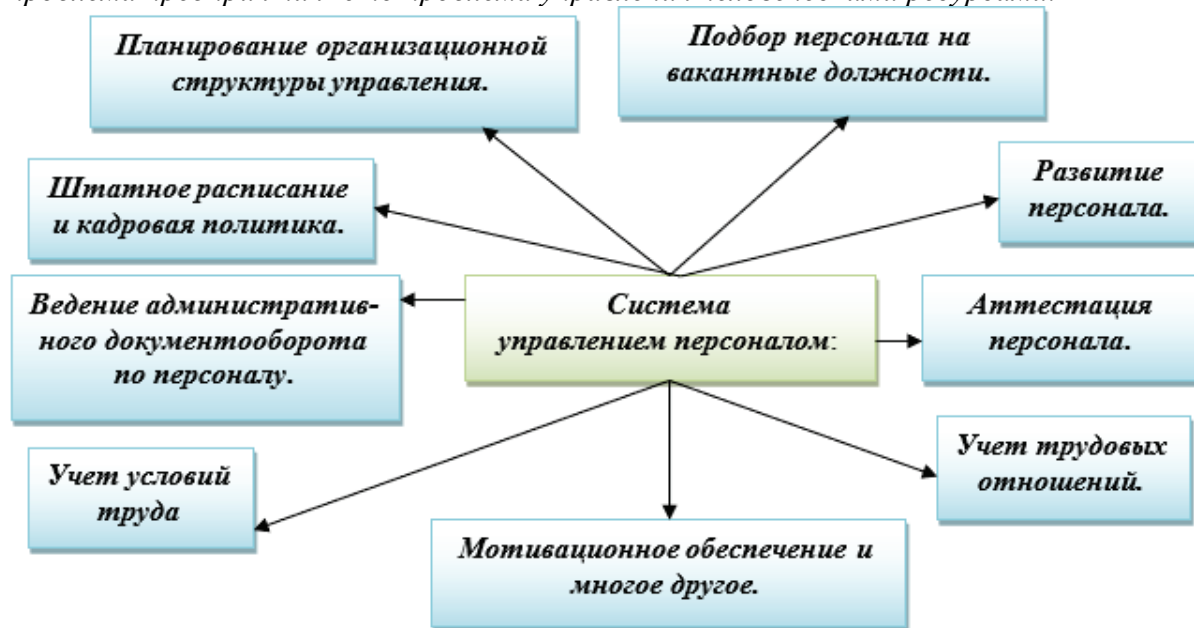 Планирование организационной
структуры управления.
Подбор персонала на
вакантные должности.
Штатное расписание
и кадровая политика.
Развитие
персонала.
Ведение административ-
ного документооборота
по персоналу.
Система
управлением персоналом:
Аттестация
персонала.
Учет условий
труда
Учет трудовых
отношений.
Мотивационное обеспечение и
многое другое.